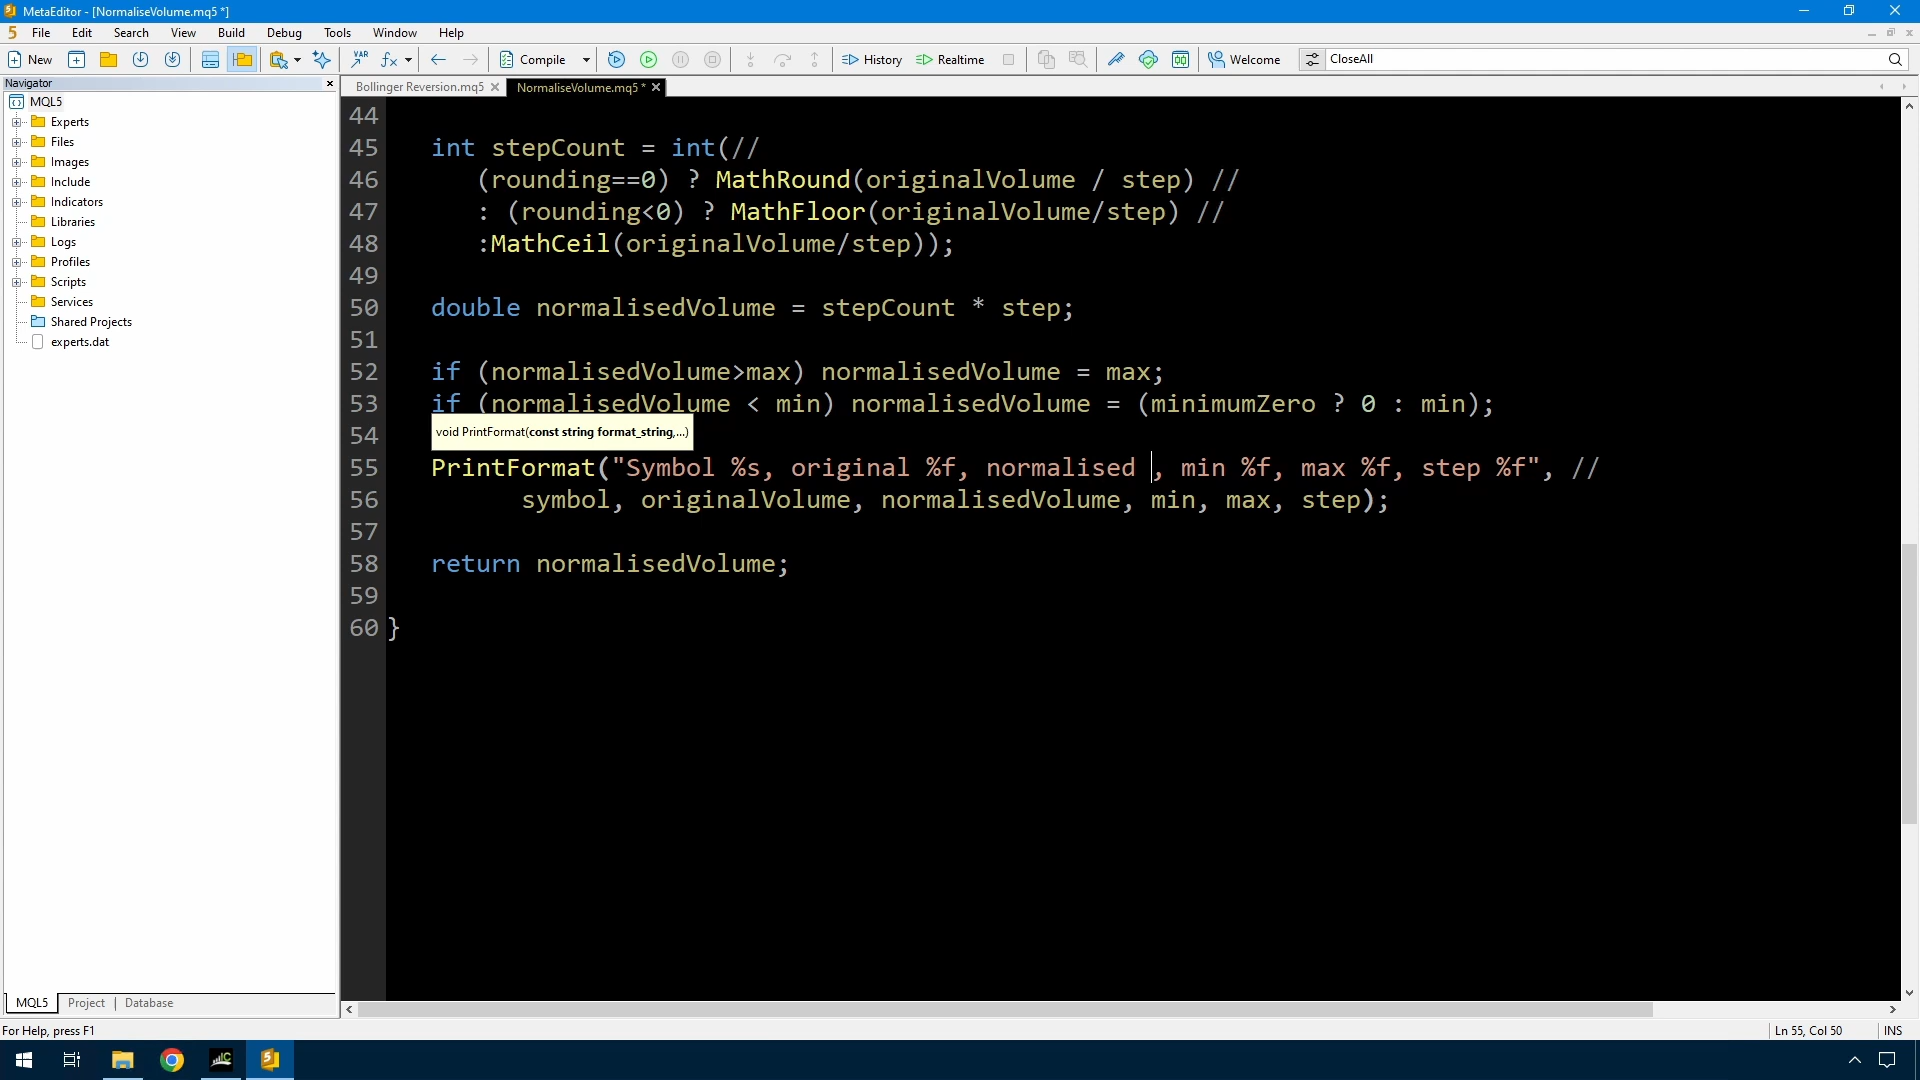 MetaEditor - [NormaliseVolume.mq5 *]
5 File Edit Search View Build Debug Tools Window Help
New VAR fx Compile History Realtime Welcome CloseAll
Navigator
Bollinger Reversion.mq5 NormaliseVolume.mq5 *
MQL5
Experts
Files
Images
Include
Indicators
Libraries
Logs
Profiles
Scripts
Services
Shared Projects
experts.dat
44
45 int stepCount = int(//
46 (rounding==0) ? MathRound(originalVolume / step) //
47 : (rounding<0) ? MathFloor(originalVolume/step) //
48 :MathCeil(originalVolume/step));
49
50 double normalisedVolume = stepCount * step;
51
52 if (normalisedVolume>max) normalisedVolume = max;
53 if (normalisedVolume < min) normalisedVolume = (minimumZero ? 0 : min);
void PrintFormat(const string format_string,...)
54
55 PrintFormat("Symbol %s, original %f, normalised , min %f, max %f, step %f", //
56 symbol, originalVolume, normalisedVolume, min, max, step);
57
58 return normalisedVolume;
59
60 }
MQL5 Project | Database
For Help, press F1
Ln 55, Col 50 INS